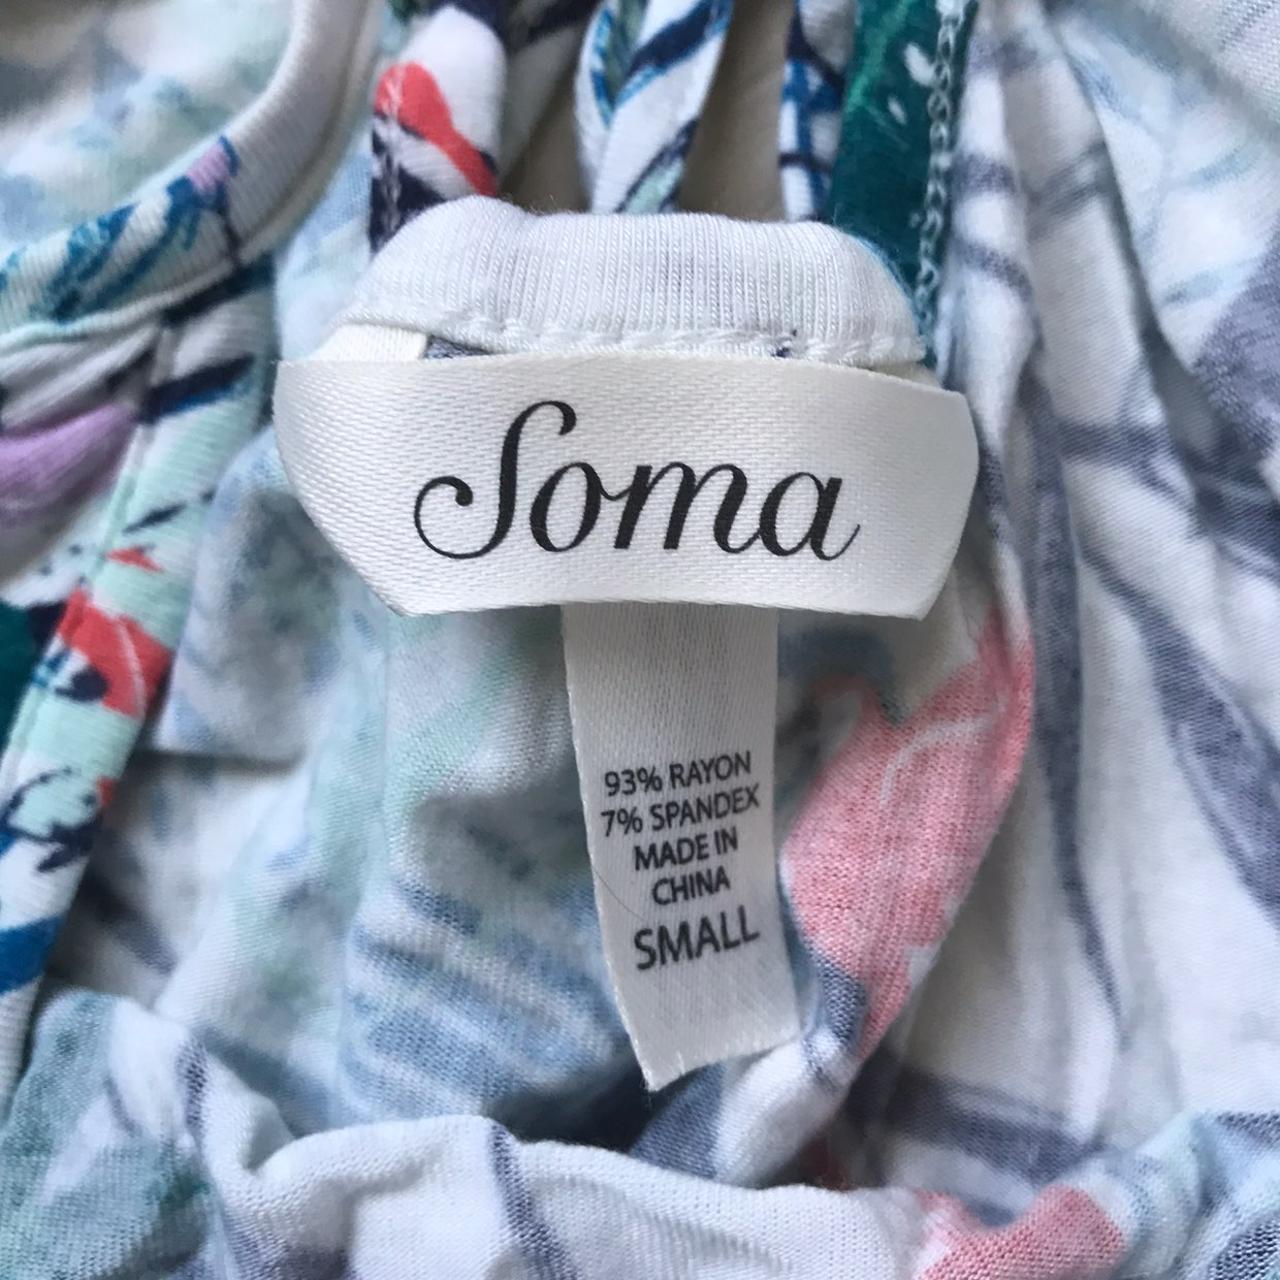 Soma
93% RAYON
7% SPANDEX
MADE IN
CHINA
SMALL